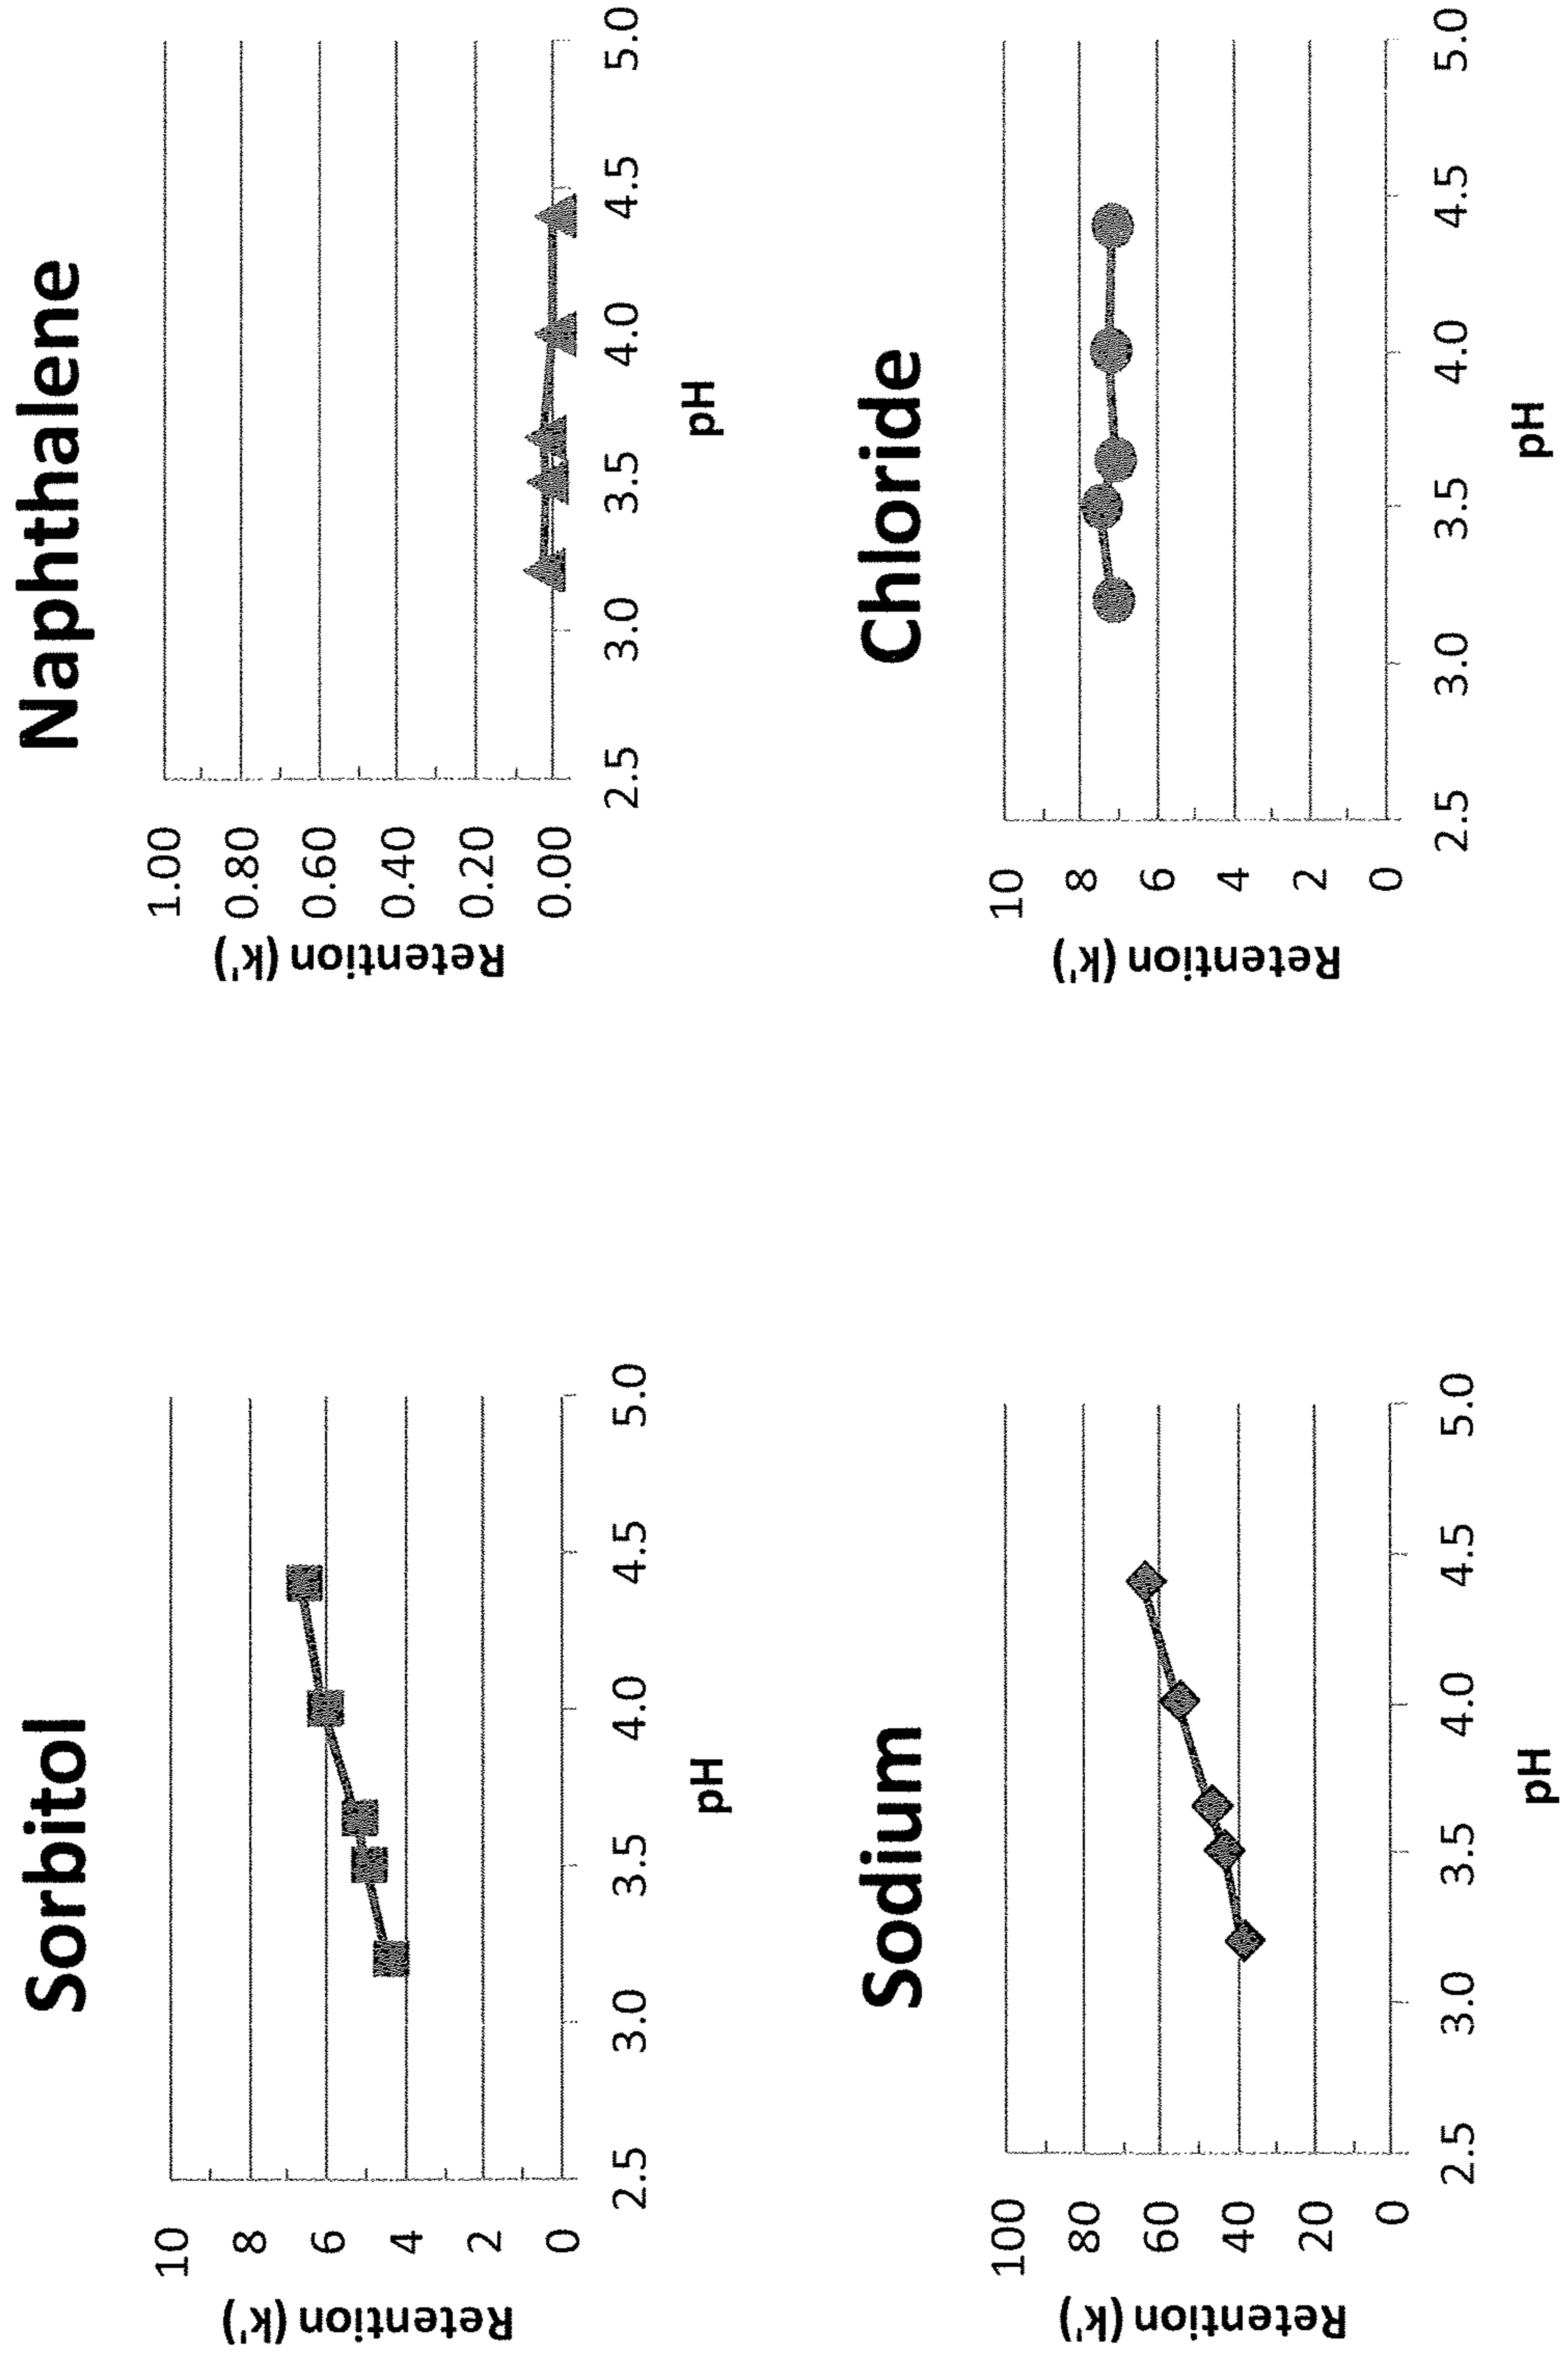 Sorbitol
Retention (k')
10
8
6
4
2
0
2.5 3.0 3.5 4.0 4.5 5.0
pH
Naphthalene
Retention (k')
1.00
0.80
0.60
0.40
0.20
0.00
2.5 3.0 3.5 4.0 4.5 5.0
pH
Sodium
Retention (k')
100
80
60
40
20
0
2.5 3.0 3.5 4.0 4.5 5.0
pH
Chloride
Retention (k')
10
8
6
4
2
0
2.5 3.0 3.5 4.0 4.5 5.0
pH